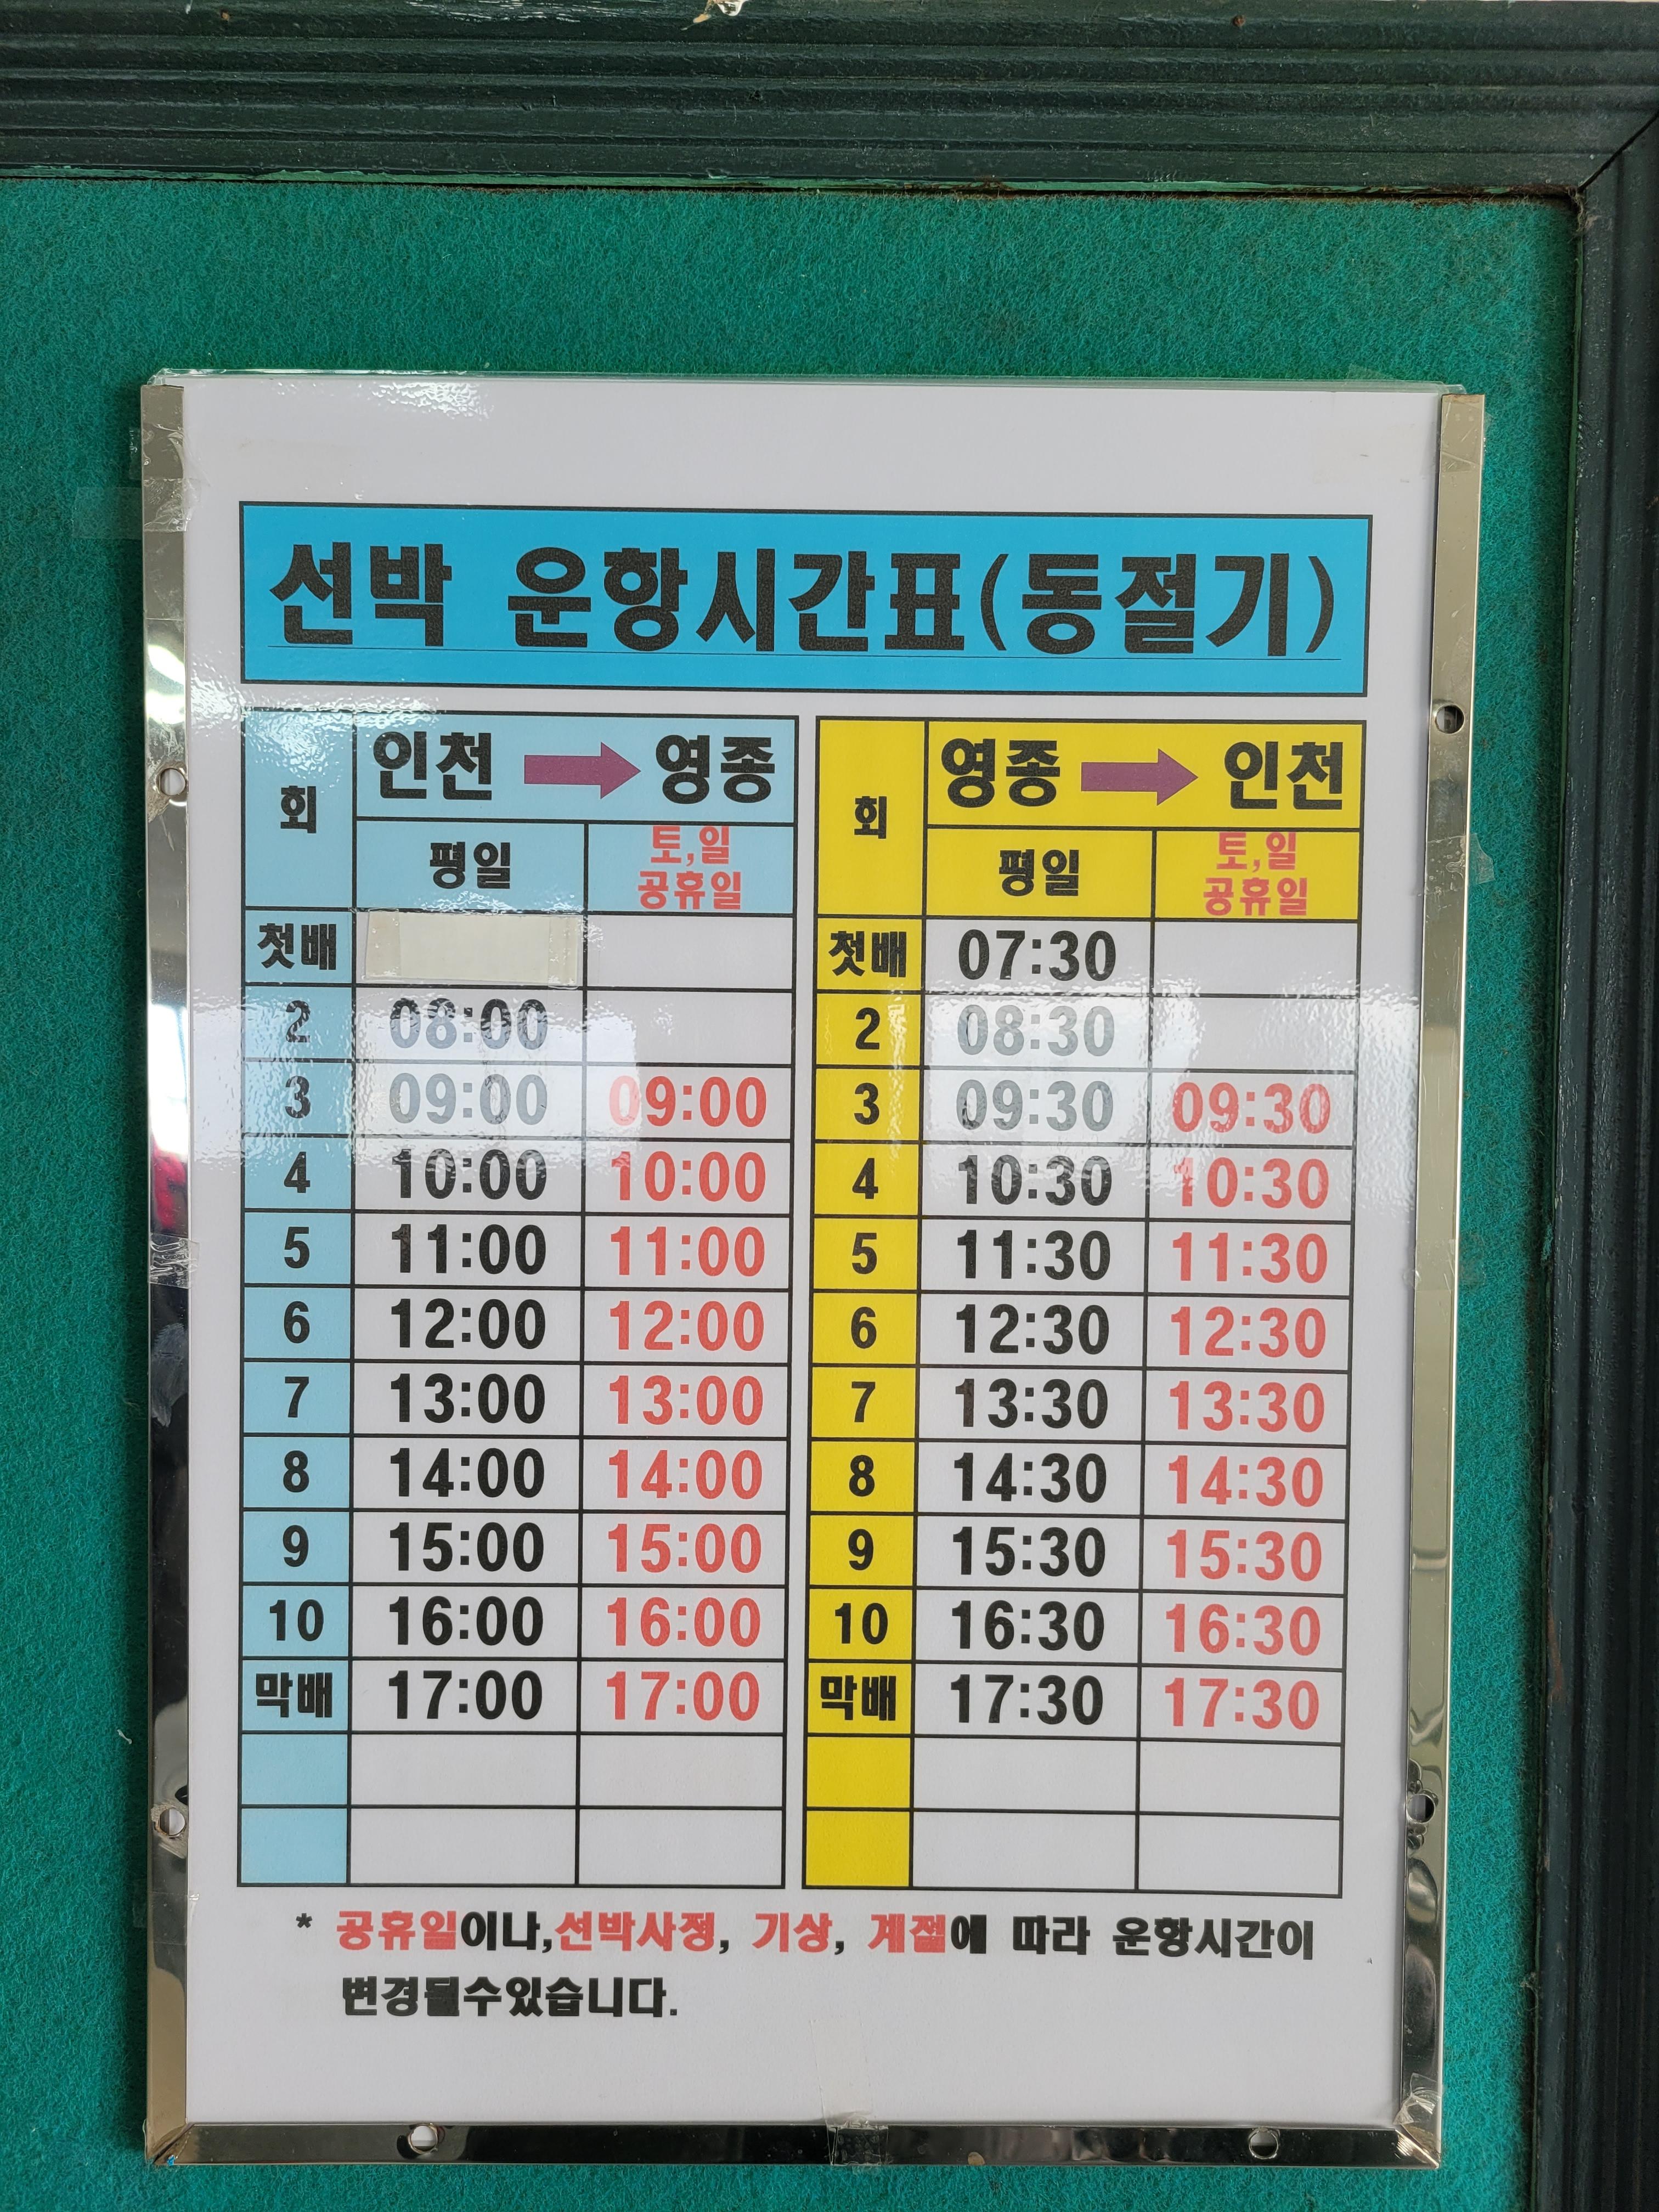 선박 운항시간표(동절기)
회 인천 → 영종
평일 토,일 공휴일
첫배
2 08:00
3 09:00 09:00
4 10:00 10:00
5 11:00 11:00
6 12:00 12:00
7 13:00 13:00
8 14:00 14:00
9 15:00 15:00
10 16:00 16:00
막배 17:00 17:00
회 영종 → 인천
평일 토,일 공휴일
첫배 07:30
2 08:30
3 09:30 09:30
4 10:30 10:30
5 11:30 11:30
6 12:30 12:30
7 13:30 13:30
8 14:30 14:30
9 15:30 15:30
10 16:30 16:30
막배 17:30 17:30
* 공휴일이나,선박사정, 기상, 계절에 따라 운항시간이
변경될수있습니다.